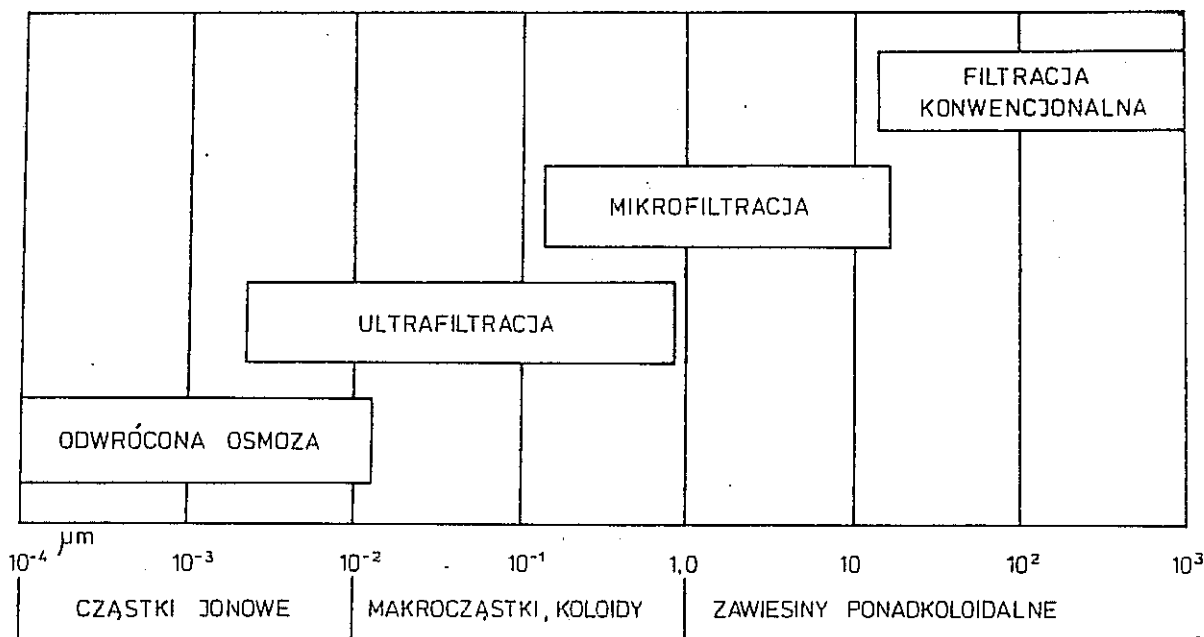 FILTRACJA
KONWENCJONALNA
MIKROFILTRACJA
ULTRAFILTRACJA
ODWRÓCONA OSMOZA
10⁻⁴ µm 10⁻³ 10⁻² 10⁻¹ 1,0 10 10² 10³
CZĄSTKI JONOWE MAKROCZĄSTKI, KOLOIDY ZAWIESINY PONADKOLOIDALNE